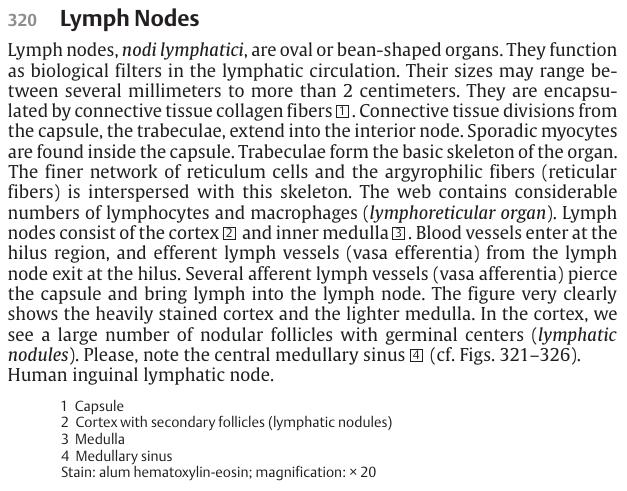 320 Lymph Nodes
Lymph nodes, nodi lymphatici, are oval or bean-shaped organs. They function
as biological filters in the lymphatic circulation. Their sizes may range be-
tween several millimeters to more than 2 centimeters. They are encapsu-
lated by connective tissue collagen fibers 1. Connective tissue divisions from
the capsule, the trabeculae, extend into the interior node. Sporadic myocytes
are found inside the capsule. Trabeculae form the basic skeleton of the organ.
The finer network of reticulum cells and the argyrophilic fibers (reticular
fibers) is interspersed with this skeleton. The web contains considerable
numbers of lymphocytes and macrophages (lymphoreticular organ). Lymph
nodes consist of the cortex 2 and inner medulla 3. Blood vessels enter at the
hilus region, and efferent lymph vessels (vasa efferentia) from the lymph
node exit at the hilus. Several afferent lymph vessels (vasa afferentia) pierce
the capsule and bring lymph into the lymph node. The figure very clearly
shows the heavily stained cortex and the lighter medulla. In the cortex, we
see a large number of nodular follicles with germinal centers (lymphatic
nodules). Please, note the central medullary sinus 4 (cf. Figs. 321–326).
Human inguinal lymphatic node.
1 Capsule
2 Cortex with secondary follicles (lymphatic nodules)
3 Medulla
4 Medullary sinus
Stain: alum hematoxylin-eosin; magnification: × 20